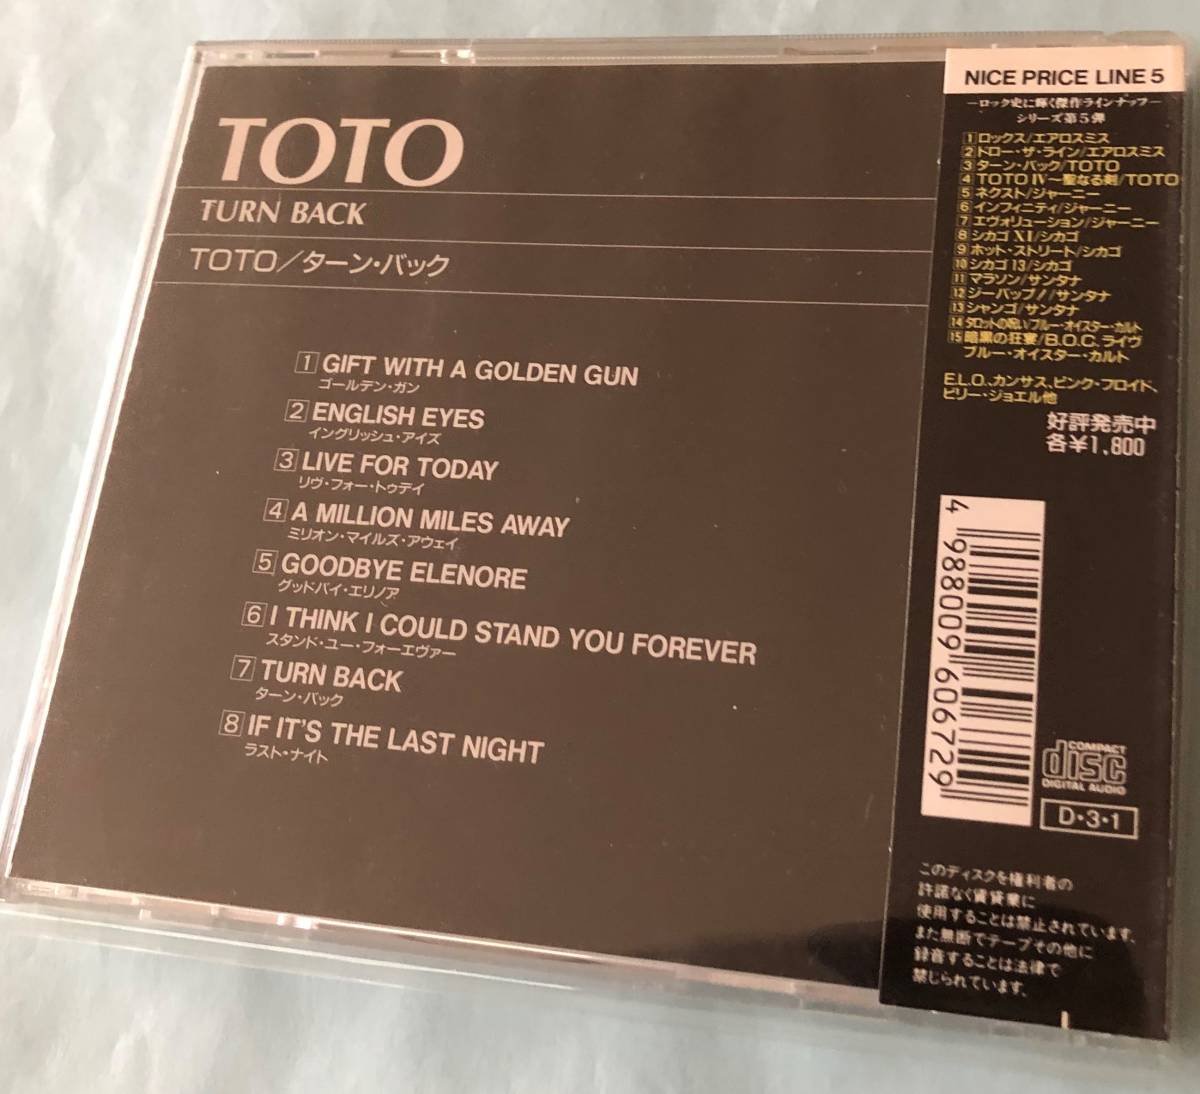 TOTO
TURN BACK
TOTO／ターン・バック
1 GIFT WITH A GOLDEN GUN
ゴールデン・ガン
2 ENGLISH EYES
イングリッシュ・アイズ
3 LIVE FOR TODAY
リヴ・フォー・トゥデイ
4 A MILLION MILES AWAY
ミリオン・マイルズ・アウェイ
5 GOODBYE ELENORE
グッドバイ・エリノア
6 I THINK I COULD STAND YOU FOREVER
スタンド・ユー・フォーエヴァー
7 TURN BACK
ターン・バック
8 IF IT'S THE LAST NIGHT
ラスト・ナイト
NICE PRICE LINE 5
—ロック史に輝く傑作ラインナップ—
シリーズ第5弾
1 ロックス/エアロスミス
2 ドロー・ザ・ライン/エアロスミス
3 ターン・バック/TOTO
4 TOTO IV〜聖なる剣/TOTO
5 ネクスト/ジャーニー
6 インフィニティ/ジャーニー
7 エヴォリューション/ジャーニー
8 シカゴ XI/シカゴ
9 ホット・ストリート/シカゴ
10 シカゴ 13/シカゴ
11 マラソン/サンタナ
12 ジーバップ!/サンタナ
13 シャンゴ/サンタナ
14 タロットの呪い/ブルー・オイスター・カルト
15 暗黒の狂宴/B.O.C.ライヴ
ブルー・オイスター・カルト
E.L.O.、カンサス、ピンク・フロイド、
ビリー・ジョエル他
好評発売中
各¥1,800
4 988009 606729
COMPACT
disc
DIGITAL AUDIO
D・3・1
このディスクを権利者の
許諾なく賃貸業に
使用することは禁止されています。
また無断でテープその他に
録音することは法律で
禁じられています。